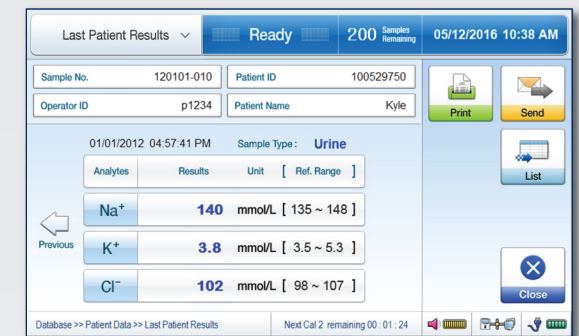 Last Patient Results Ready 200 Samples Remaining 05/12/2016 10:38 AM
Sample No. 120101-010 Patient ID 100529750
Operator ID p1234 Patient Name Kyle
Print Send
01/01/2012 04:57:41 PM Sample Type : Urine
Analytes Results Unit [ Ref. Range ]
List
Na⁺ 140 mmol/L [ 135 ~ 148 ]
Previous K⁺ 3.8 mmol/L [ 3.5 ~ 5.3 ]
Cl⁻ 102 mmol/L [ 98 ~ 107 ]
Close
Database >> Patient Data >> Last Patient Results Next Cal 2 remaining 00 : 01 : 24